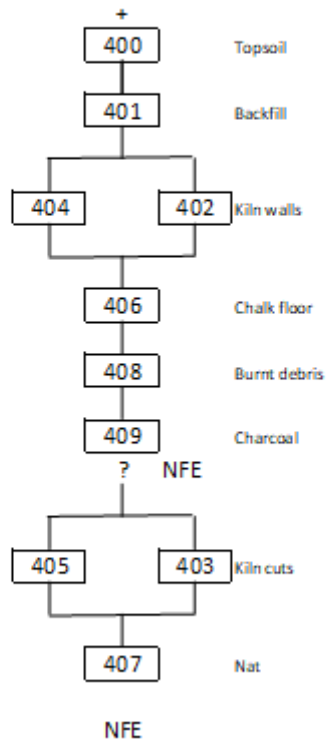 +
400 Topsoil
401 Backfill
404 402 Kiln walls
406 Chalk floor
408 Burnt debris
409 Charcoal
? NFE
405 403 Kiln cuts
407 Nat
NFE